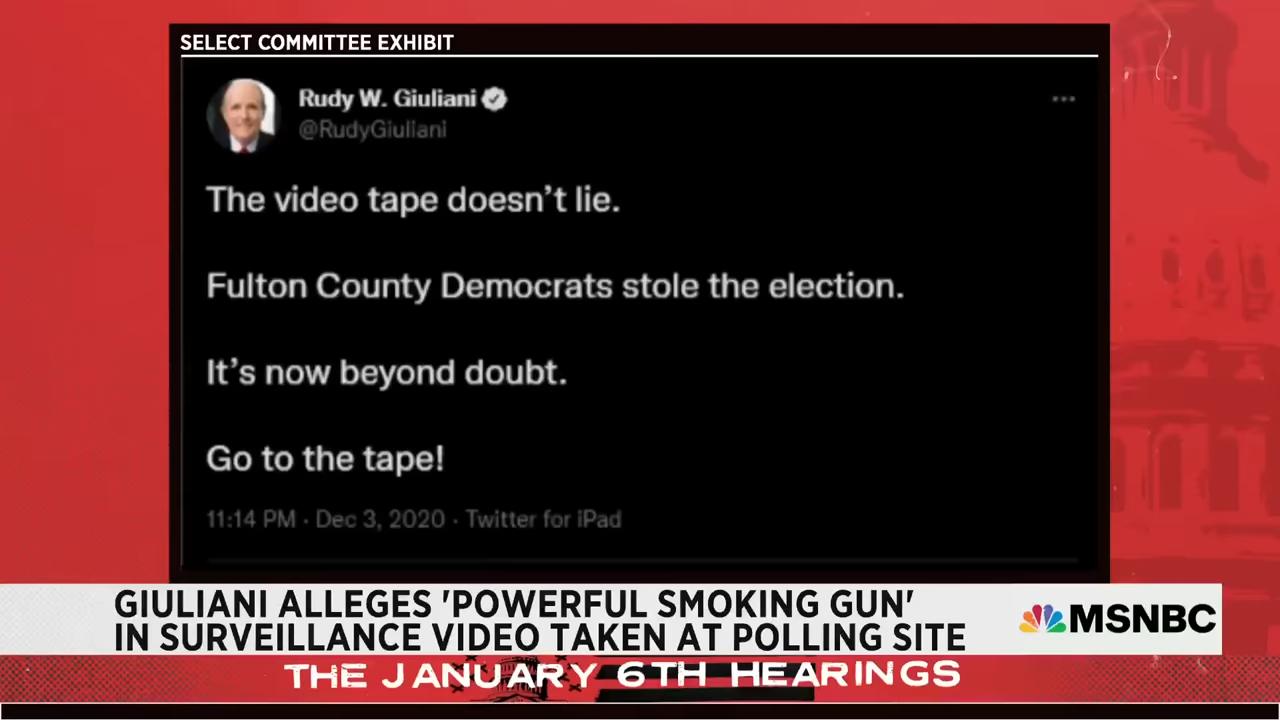 SELECT COMMITTEE EXHIBIT
Rudy W. Giuliani
@RudyGiuliani
The video tape doesn’t lie.
Fulton County Democrats stole the election.
It’s now beyond doubt.
Go to the tape!
11:14 PM · Dec 3, 2020 · Twitter for iPad
GIULIANI ALLEGES 'POWERFUL SMOKING GUN'
IN SURVEILLANCE VIDEO TAKEN AT POLLING SITE
MSNBC
THE JANUARY 6TH HEARINGS